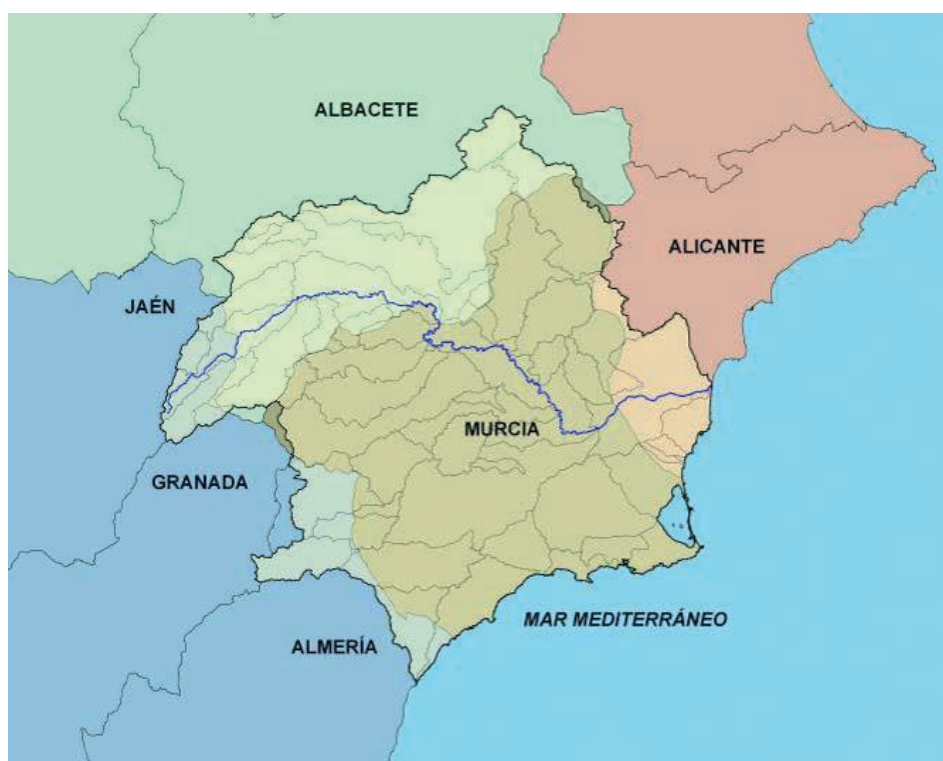 ALBACETE
ALICANTE
JAÉN
MURCIA
GRANADA
MAR MEDITERRÁNEO
ALMERÍA